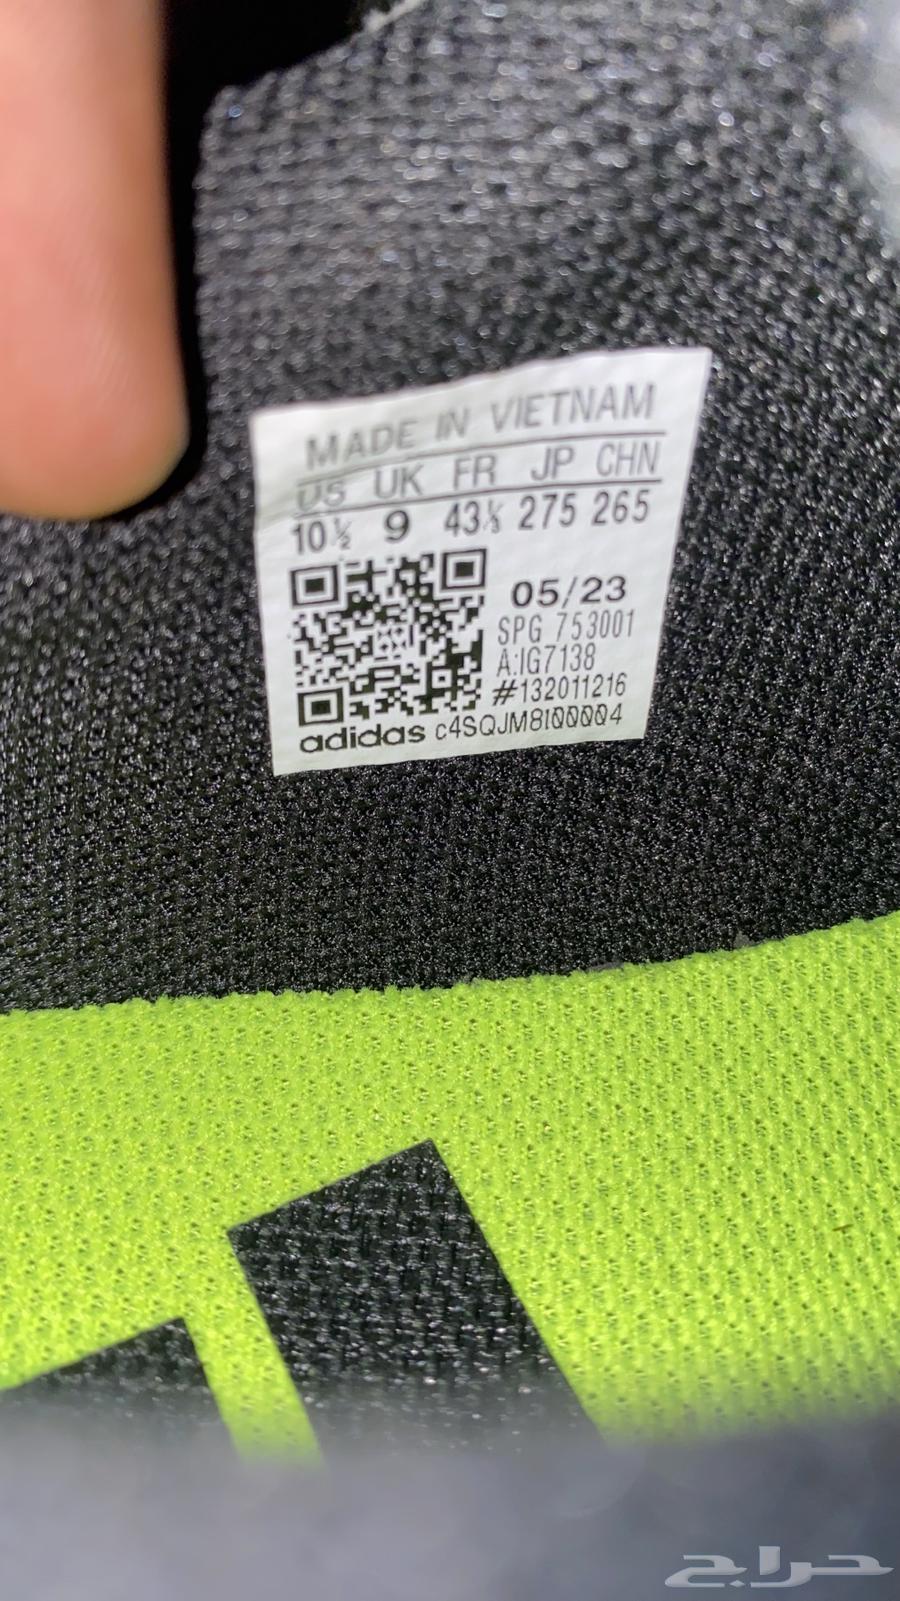 MADE IN VIETNAM
US UK FR JP CHN
10½ 9 43⅓ 275 265
05/23
SPG 753001
A:IG7138
#132011216
adidas c4SQJM8I00004
حراج